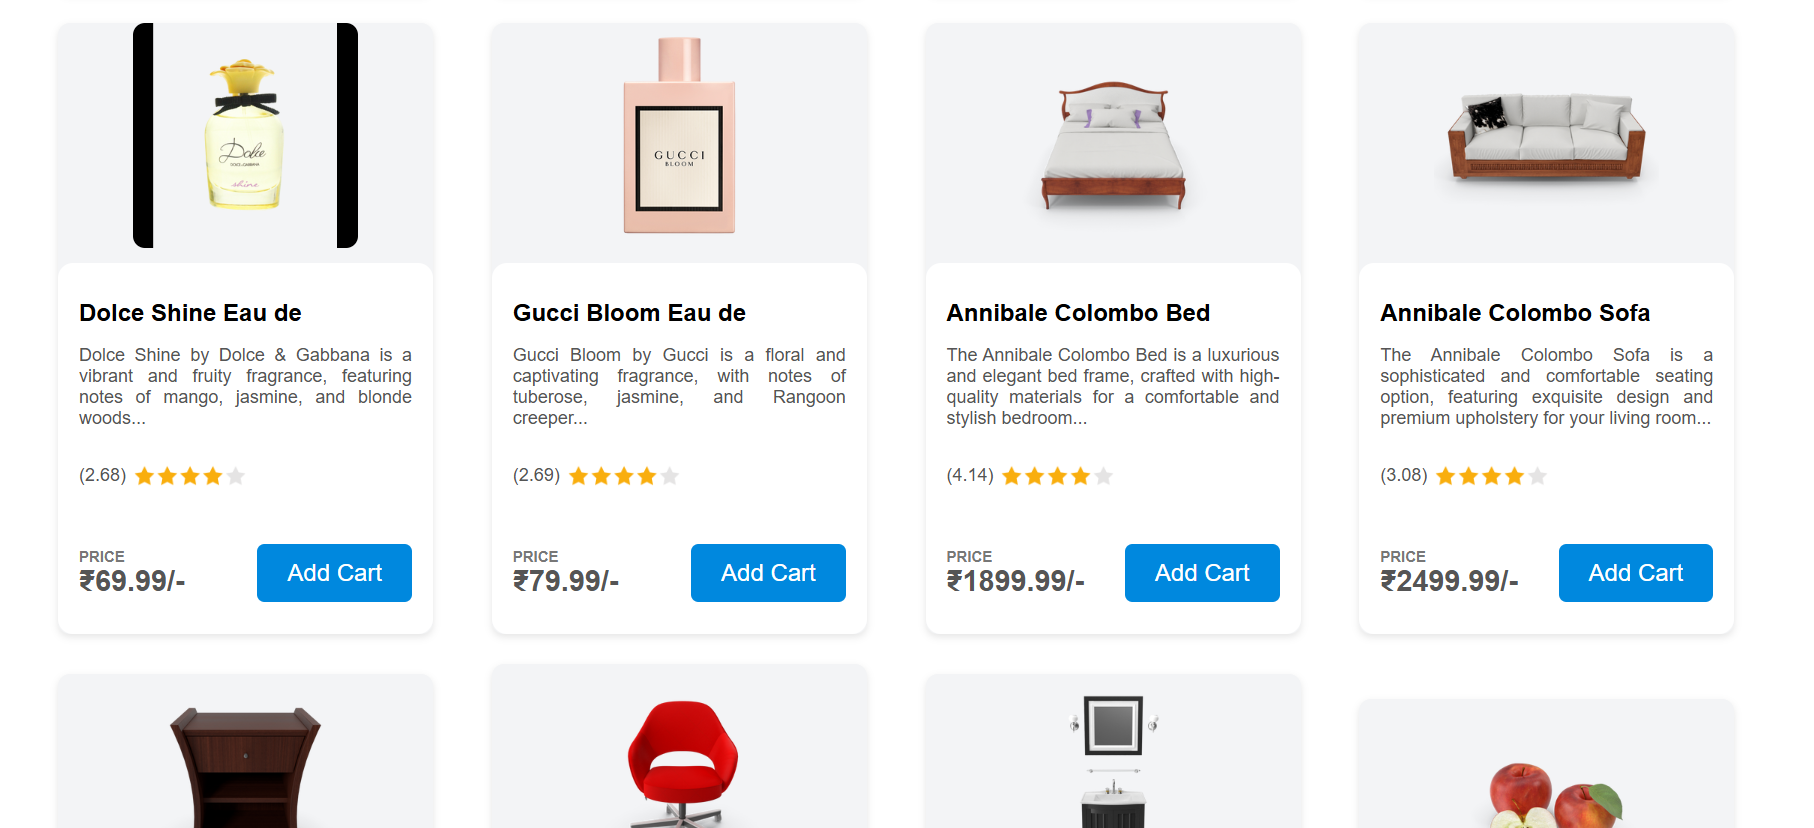 Dolce
DOLCE & GABBANA
shine
GUCCI
BLOOM
Dolce Shine Eau de
Dolce Shine by Dolce & Gabbana is a
vibrant and fruity fragrance, featuring
notes of mango, jasmine, and blonde
woods...
(2.68)
PRICE
₹69.99/-
Add Cart
Gucci Bloom Eau de
Gucci Bloom by Gucci is a floral and
captivating fragrance, with notes of
tuberose, jasmine, and Rangoon
creeper...
(2.69)
PRICE
₹79.99/-
Add Cart
Annibale Colombo Bed
The Annibale Colombo Bed is a luxurious
and elegant bed frame, crafted with high-
quality materials for a comfortable and
stylish bedroom...
(4.14)
PRICE
₹1899.99/-
Add Cart
Annibale Colombo Sofa
The Annibale Colombo Sofa is a
sophisticated and comfortable seating
option, featuring exquisite design and
premium upholstery for your living room...
(3.08)
PRICE
₹2499.99/-
Add Cart